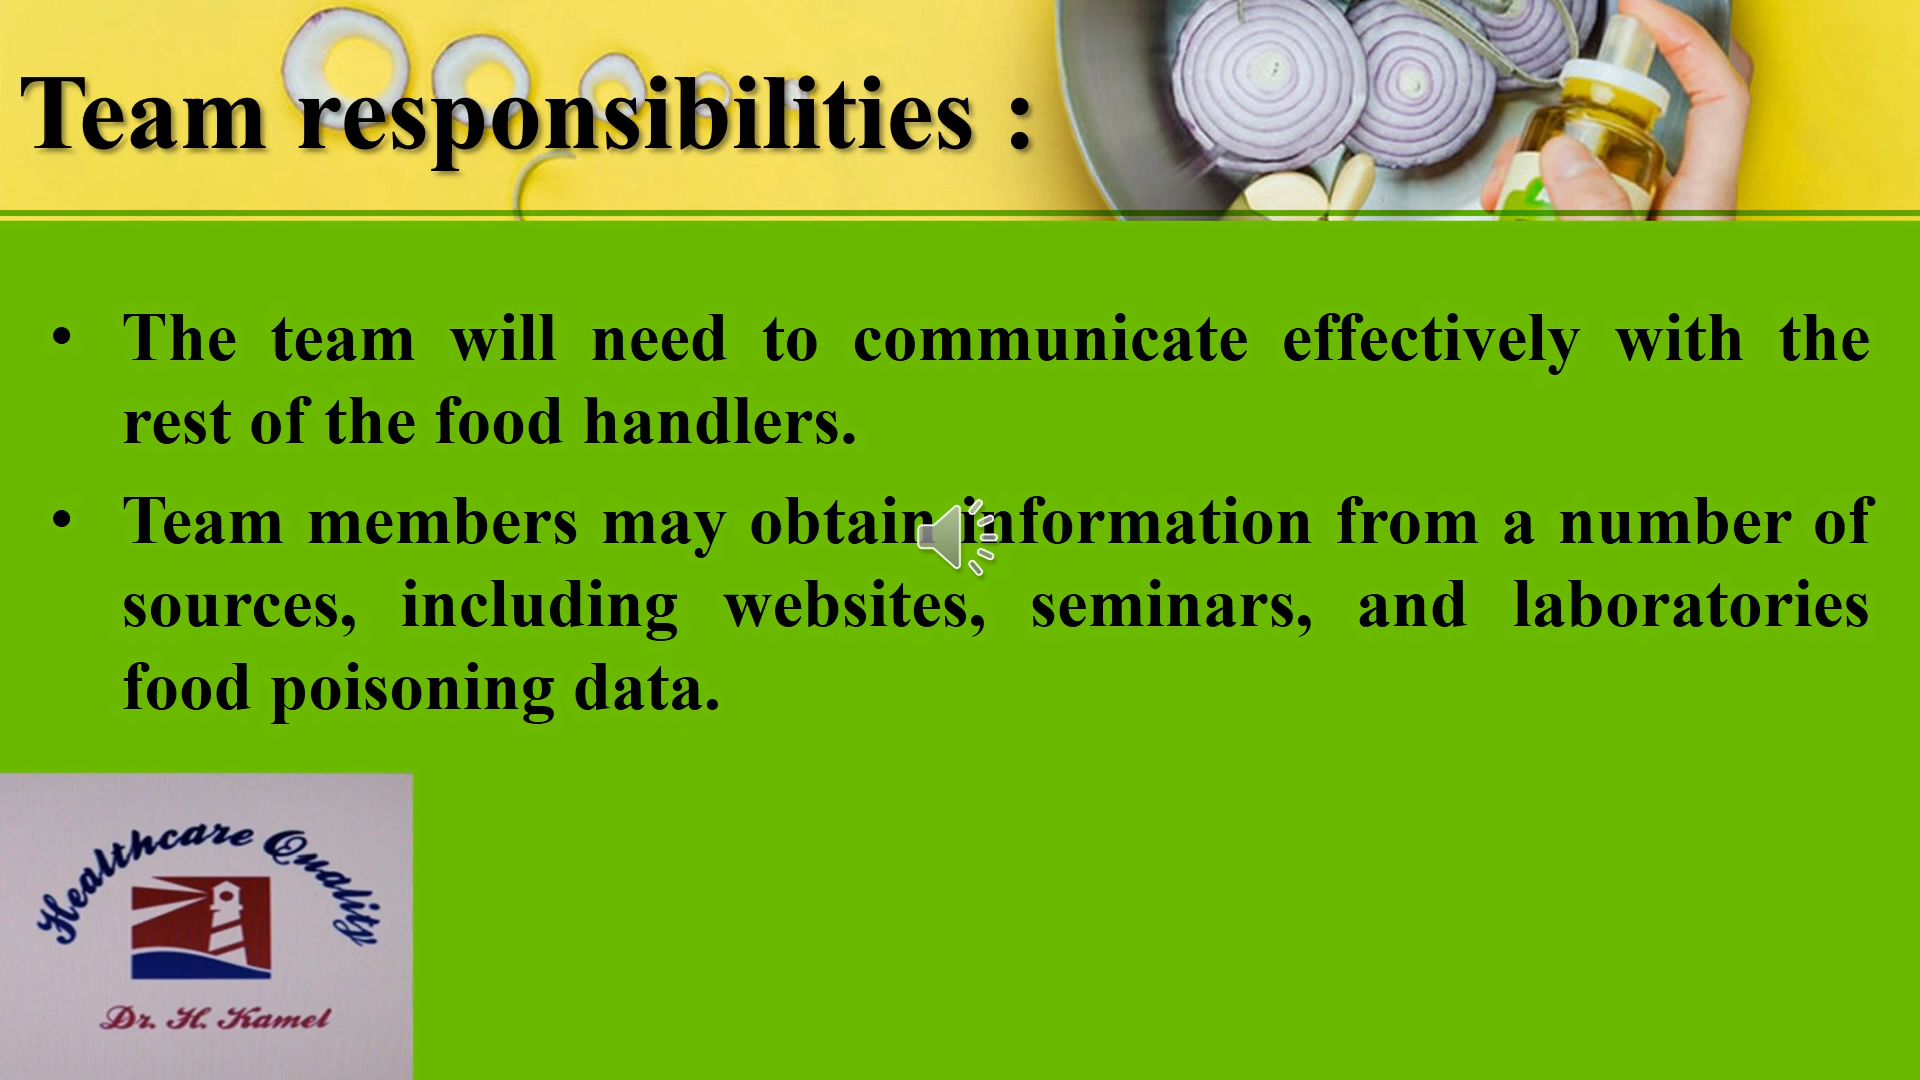 Team responsibilities :
• The team will need to communicate effectively with the
rest of the food handlers.
• Team members may obtain information from a number of
sources, including websites, seminars, and laboratories
food poisoning data.
Healthcare Quality
Dr. H. Kamel